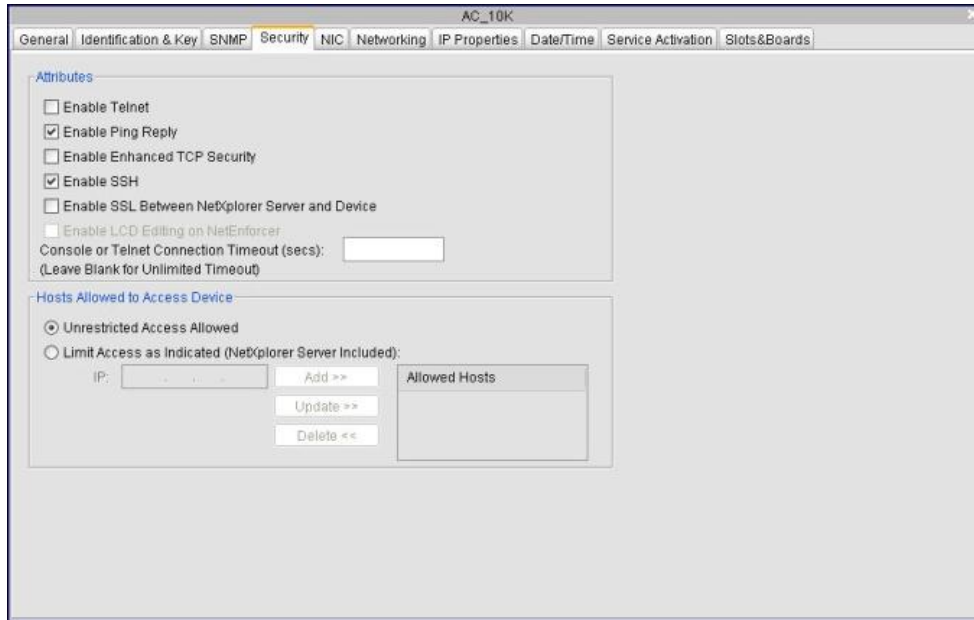 AC_10K
General Identification & Key SNMP Security NIC Networking IP Properties Date/Time Service Activation Slots&Boards
Attributes
Enable Telnet
Enable Ping Reply
Enable Enhanced TCP Security
Enable SSH
Enable SSL Between NetXplorer Server and Device
Enable LCD Editing on NetEnforcer
Console or Telnet Connection Timeout (secs):
(Leave Blank for Unlimited Timeout)
Hosts Allowed to Access Device
Unrestricted Access Allowed
Limit Access as Indicated (NetXplorer Server Included):
IP: . . . Add >> Allowed Hosts
Update >>
Delete <<